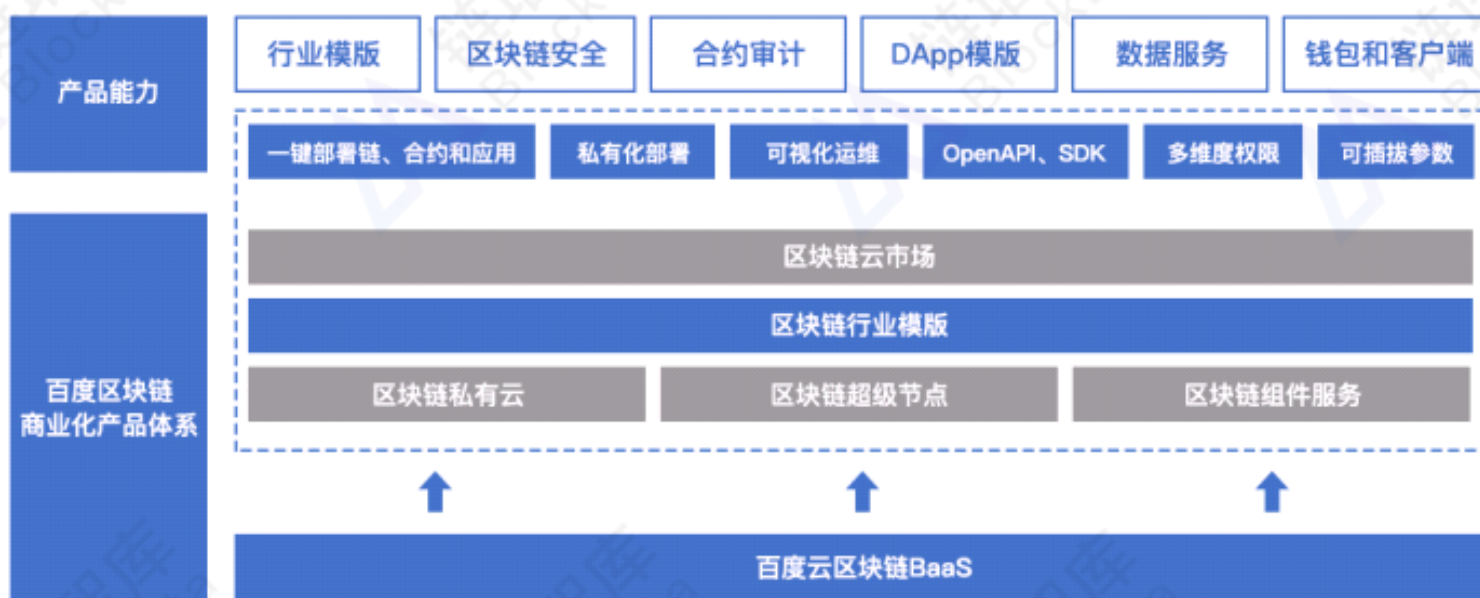 产品能力
行业模版
区块链安全
合约审计
DApp模版
数据服务
钱包和客户端
一键部署链、合约和应用
私有化部署
可视化运维
OpenAPI、SDK
多维度权限
可插拔参数
百度区块链
商业化产品体系
区块链云市场
区块链行业模版
区块链私有云
区块链超级节点
区块链组件服务
百度云区块链BaaS